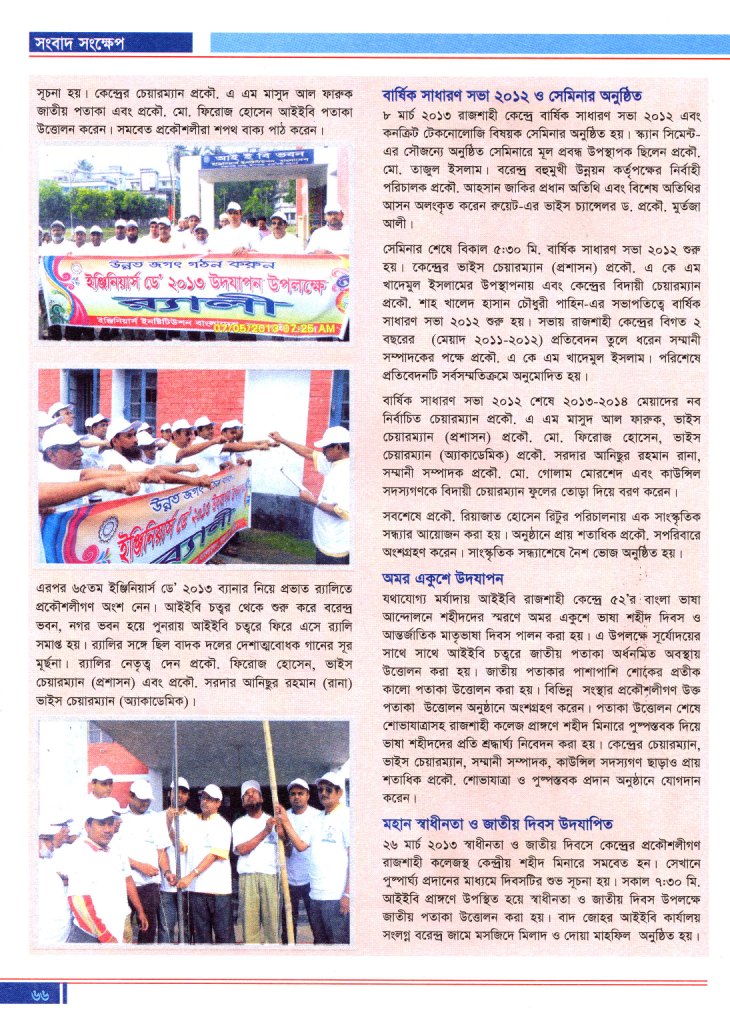 সংবাদ সংক্ষেপ
সূচনা হয়। কেন্দ্রের চেয়ারম্যান প্রকৌ. এ এম মাসুদ আল ফারুক
জাতীয় পতাকা এবং প্রকৌ. মো. ফিরোজ হোসেন আইইবি পতাকা
উত্তোলন করেন। সমবেত প্রকৌশলীরা শপথ বাক্য পাঠ করেন।
আই ই বি ভবন
উন্নত জগৎ গঠন করুন
ইঞ্জিনিয়ার্স ডে' ২০১৩ উদযাপন উপলক্ষে
র‍্যালী
ইঞ্জিনিয়ার্স ইনস্টিটিউশন বাংলা
02/05/2013 07:25 AM
উন্নত জগৎ গঠন
ইঞ্জিনিয়ার্স ডে' ২০১৩
র‍্যালী
এরপর ৬৫তম ইঞ্জিনিয়ার্স ডে' ২০১৩ ব্যানার নিয়ে প্রভাত র‍্যালিতে
প্রকৌশলীগণ অংশ নেন। আইইবি চত্বর থেকে শুরু করে বরেন্দ্র
ভবন, নগর ভবন হয়ে পুনরায় আইইবি চত্বরে ফিরে এসে র‍্যালি
সমাপ্ত হয়। র‍্যালির সঙ্গে ছিল বাদক দলের দেশাত্মবোধক গানের সূর
মূর্ছনা। র‍্যালির নেতৃত্ব দেন প্রকৌ. ফিরোজ হোসেন, ভাইস
চেয়ারম্যান (প্রশাসন) এবং প্রকৌ. সরদার আনিছুর রহমান (রানা)
ভাইস চেয়ারম্যান (অ্যাকাডেমিক)।
বার্ষিক সাধারণ সভা ২০১২ ও সেমিনার অনুষ্ঠিত
৮ মার্চ ২০১৩ রাজশাহী কেন্দ্রে বার্ষিক সাধারণ সভা ২০১২ এবং
কনক্রিট টেকনোলোজি বিষয়ক সেমিনার অনুষ্ঠিত হয়। স্ক্যান সিমেন্ট-
এর সৌজন্যে অনুষ্ঠিত সেমিনারে মূল প্রবন্ধ উপস্থাপক ছিলেন প্রকৌ.
মো. তাজুল ইসলাম। বরেন্দ্র বহুমুখী উন্নয়ন কর্তৃপক্ষের নির্বাহী
পরিচালক প্রকৌ. আহসান জাকির প্রধান অতিথি এবং বিশেষ অতিথির
আসন অলংকৃত করেন রুয়েট-এর ভাইস চ্যান্সেলর ড. প্রকৌ. মুর্তজা
আলী।
সেমিনার শেষে বিকাল ৫:৩০ মি. বার্ষিক সাধারণ সভা ২০১২ শুরু
হয়। কেন্দ্রের ভাইস চেয়ারম্যান (প্রশাসন) প্রকৌ. এ কে এম
খাদেমুল ইসলামের উপস্থাপনায় এবং কেন্দ্রের বিদায়ী চেয়ারম্যান
প্রকৌ. শাহ খালেদ হাসান চৌধুরী পাহিন-এর সভাপতিত্বে বার্ষিক
সাধারণ সভা ২০১২ শুরু হয়। সভায় রাজশাহী কেন্দ্রের বিগত ২
বছরের (মেয়াদ ২০১১-২০১২) প্রতিবেদন তুলে ধরেন সম্মানী
সম্পাদকের পক্ষে প্রকৌ. এ কে এম খাদেমুল ইসলাম। পরিশেষে
প্রতিবেদনটি সর্বসম্মতিক্রমে অনুমোদিত হয়।
বার্ষিক সাধারণ সভা ২০১২ শেষে ২০১৩-২০১৪ মেয়াদের নব
নির্বাচিত চেয়ারম্যান প্রকৌ. এ এম মাসুদ আল ফারুক, ভাইস
চেয়ারম্যান (প্রশাসন) প্রকৌ. মো. ফিরোজ হোসেন, ভাইস
চেয়ারম্যান (অ্যাকাডেমিক) প্রকৌ. সরদার আনিছুর রহমান রানা,
সম্মানী সম্পাদক প্রকৌ. মো. গোলাম মোরশেদ এবং কাউন্সিল
সদস্যগণকে বিদায়ী চেয়ারম্যান ফুলের তোড়া দিয়ে বরণ করেন।
সবশেষে প্রকৌ. রিয়াজাত হোসেন রিটুর পরিচালনায় এক সাংস্কৃতিক
সন্ধ্যার আয়োজন করা হয়। অনুষ্ঠানে প্রায় শতাধিক প্রকৌ. সপরিবারে
অংশগ্রহণ করেন। সাংস্কৃতিক সন্ধ্যাশেষে নৈশ ভোজ অনুষ্ঠিত হয়।
অমর একুশে উদযাপন
যথাযোগ্য মর্যাদায় আইইবি রাজশাহী কেন্দ্রে ৫২'র বাংলা ভাষা
আন্দোলনে শহীদদের স্মরণে অমর একুশে ভাষা শহীদ দিবস ও
আন্তর্জাতিক মাতৃভাষা দিবস পালন করা হয়। এ উপলক্ষে সূর্যোদয়ের
সাথে সাথে আইইবি চত্বরে জাতীয় পতাকা অর্ধনমিত অবস্থায়
উত্তোলন করা হয়। জাতীয় পতাকার পাশাপাশি শোকের প্রতীক
কালো পতাকা উত্তোলন করা হয়। বিভিন্ন সংস্থার প্রকৌশলীগণ উক্ত
পতাকা উত্তোলন অনুষ্ঠানে অংশগ্রহণ করেন। পতাকা উত্তোলন শেষে
শোভাযাত্রাসহ রাজশাহী কলেজ প্রাঙ্গণে শহীদ মিনারে পুষ্পস্তবক দিয়ে
ভাষা শহীদদের প্রতি শ্রদ্ধার্ঘ্য নিবেদন করা হয়। কেন্দ্রের চেয়ারম্যান,
ভাইস চেয়ারম্যান, সম্মানী সম্পাদক, কাউন্সিল সদস্যগণ ছাড়াও প্রায়
শতাধিক প্রকৌ. শোভাযাত্রা ও পুষ্পস্তবক প্রদান অনুষ্ঠানে যোগদান
করেন।
মহান স্বাধীনতা ও জাতীয় দিবস উদযাপিত
২৬ মার্চ ২০১৩ স্বাধীনতা ও জাতীয় দিবসে কেন্দ্রের প্রকৌশলীগণ
রাজশাহী কলেজস্থ কেন্দ্রীয় শহীদ মিনারে সমবেত হন। সেখানে
পুষ্পার্ঘ্য প্রদানের মাধ্যমে দিবসটির শুভ সূচনা হয়। সকাল ৭:৩০ মি.
আইইবি প্রাঙ্গণে উপস্থিত হয়ে স্বাধীনতা ও জাতীয় দিবস উপলক্ষে
জাতীয় পতাকা উত্তোলন করা হয়। বাদ জোহর আইইবি কার্যালয়
সংলগ্ন বরেন্দ্র জামে মসজিদে মিলাদ ও দোয়া মাহফিল অনুষ্ঠিত হয়।
৬৬